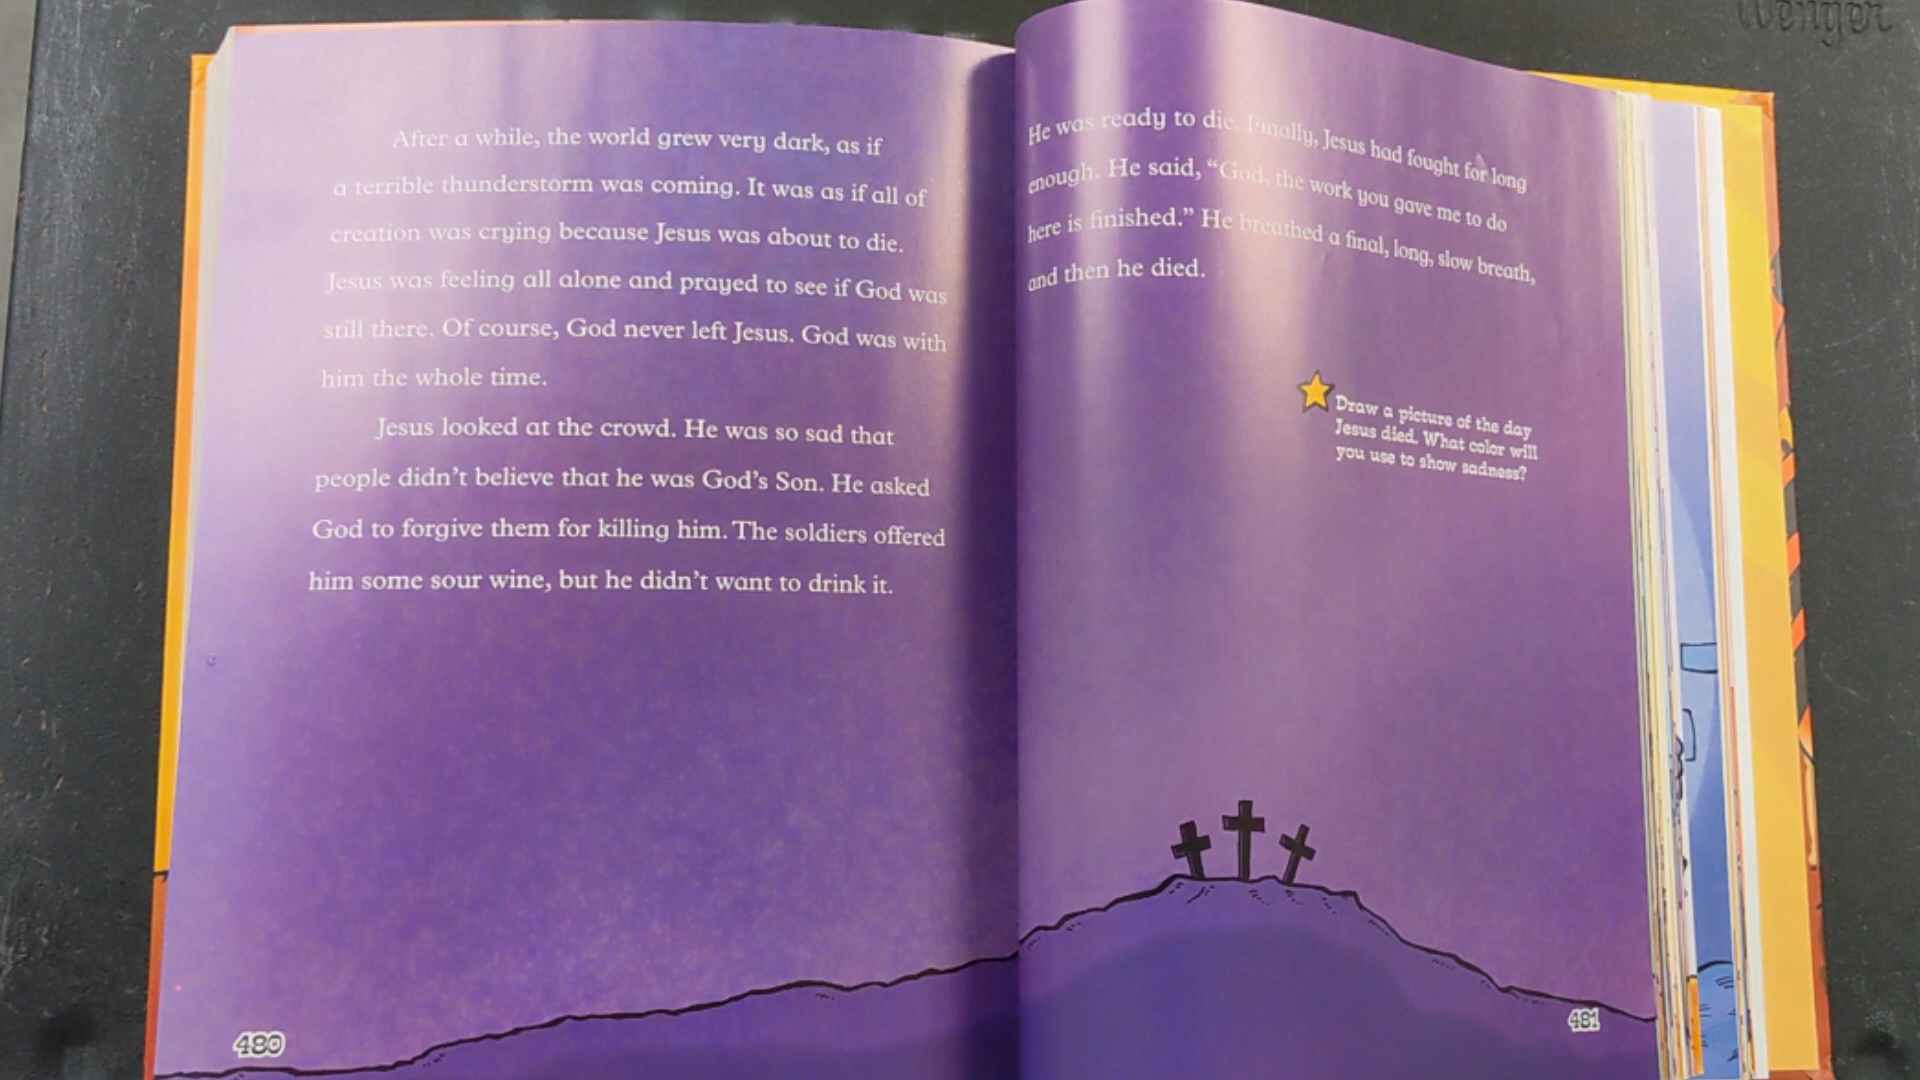 After a while, the world grew very dark, as if
a terrible thunderstorm was coming. It was as if all of
creation was crying because Jesus was about to die.
Jesus was feeling all alone and prayed to see if God was
still there. Of course, God never left Jesus. God was with
him the whole time.
Jesus looked at the crowd. He was so sad that
people didn’t believe that he was God’s Son. He asked
God to forgive them for killing him. The soldiers offered
him some sour wine, but he didn’t want to drink it.
480
He was ready to die. Finally, Jesus had fought for long
enough. He said, “God, the work you gave me to do
here is finished.” He breathed a final, long, slow breath,
and then he died.
Draw a picture of the day
Jesus died. What color will
you use to show sadness?
481
Wenger